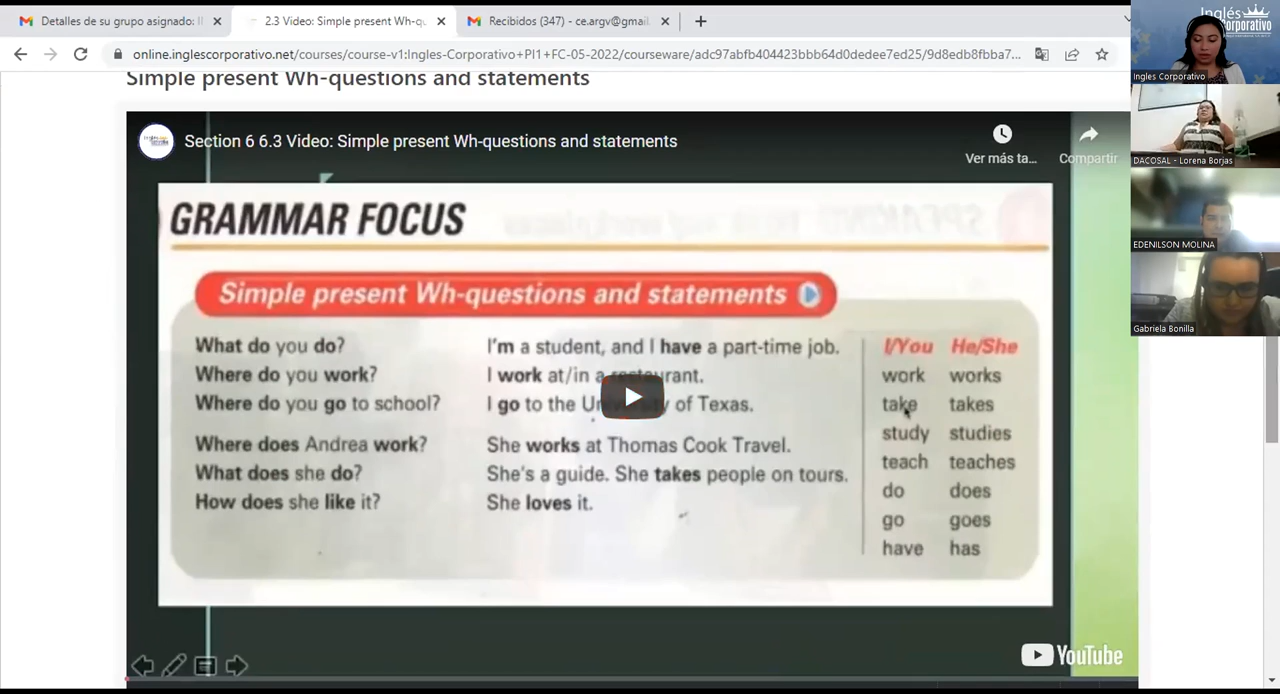 Detalles de su grupo asignado: II
2.3 Video: Simple present Wh-qu
Recibidos (347) - ce.argv@gmail.
online.inglescorporativo.net/courses/course-v1:Ingles-Corporativo+PI1+FC-05-2022/courseware/adc97abfb404423bbb64d0dedee7ed25/9d8edb8fbba7...
Simple present Wh-questions and statements
Section 6 6.3 Video: Simple present Wh-questions and statements
Ver más ta...
Compartir
GRAMMAR FOCUS
Simple present Wh-questions and statements
What do you do? I'm a student, and I have a part-time job.
Where do you work? I work at/in a restaurant.
Where do you go to school? I go to the University of Texas.
Where does Andrea work? She works at Thomas Cook Travel.
What does she do? She's a guide. She takes people on tours.
How does she like it? She loves it.
I/You He/She
work works
take takes
study studies
teach teaches
do does
go goes
have has
YouTube
Inglés
Corporativo
Ingles Corporativo
DACOSAL - Lorena Borjas
EDENILSON MOLINA
Gabriela Bonilla